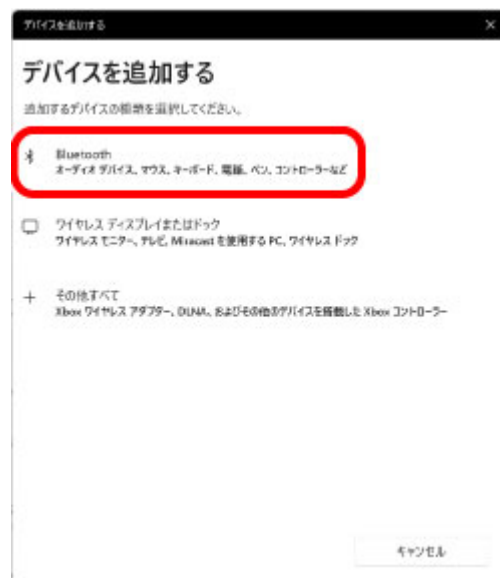 デバイスを追加する
デバイスを追加する
追加するデバイスの種類を選択してください。
Bluetooth
オーディオ デバイス、マウス、キーボード、電話、ペン、コントローラーなど
ワイヤレス ディスプレイまたはドック
ワイヤレス モニター、テレビ、Miracast を使用する PC、ワイヤレス ドック
その他すべて
Xbox ワイヤレス アダプター、DLNA、およびその他のデバイスを搭載した Xbox コントローラー
キャンセル